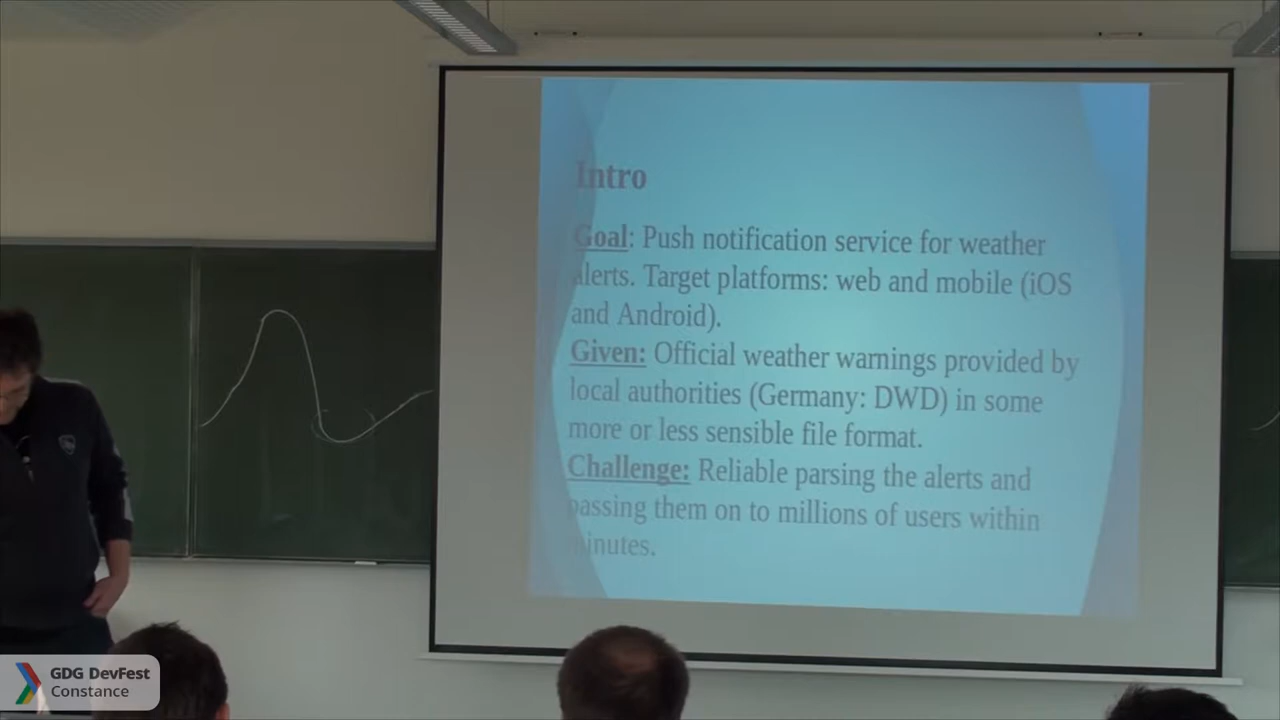 Intro
Goal: Push notification service for weather
alerts. Target platforms: web and mobile (iOS
and Android).
Given: Official weather warnings provided by
local authorities (Germany: DWD) in some
more or less sensible file format.
Challenge: Reliable parsing the alerts and
passing them on to millions of users within
minutes.
GDG DevFest
Constance